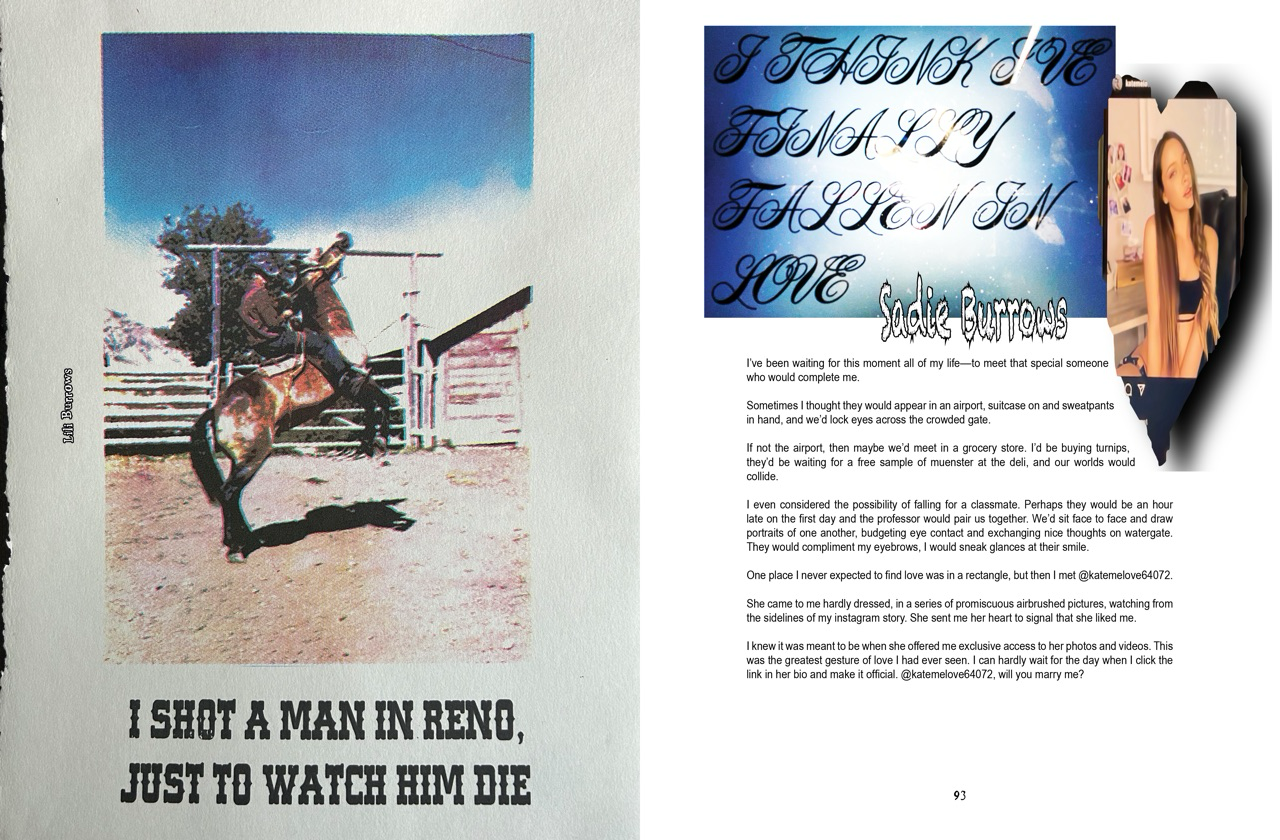 Lili Burrows
I SHOT A MAN IN RENO,
JUST TO WATCH HIM DIE
I THINK I'VE
FINALLY
FALLEN IN
LOVE
Sadie Burrows
I've been waiting for this moment all of my life—to meet that special someone
who would complete me.
Sometimes I thought they would appear in an airport, suitcase on and sweatpants
in hand, and we'd lock eyes across the crowded gate.
If not the airport, then maybe we'd meet in a grocery store. I'd be buying turnips,
they'd be waiting for a free sample of muenster at the deli, and our worlds would
collide.
I even considered the possibility of falling for a classmate. Perhaps they would be an hour
late on the first day and the professor would pair us together. We'd sit face to face and draw
portraits of one another, budgeting eye contact and exchanging nice thoughts on watergate.
They would compliment my eyebrows, I would sneak glances at their smile.
One place I never expected to find love was in a rectangle, but then I met @katemelove64072.
She came to me hardly dressed, in a series of promiscuous airbrushed pictures, watching from
the sidelines of my instagram story. She sent me her heart to signal that she liked me.
I knew it was meant to be when she offered me exclusive access to her photos and videos. This
was the greatest gesture of love I had ever seen. I can hardly wait for the day when I click the
link in her bio and make it official. @katemelove64072, will you marry me?
93